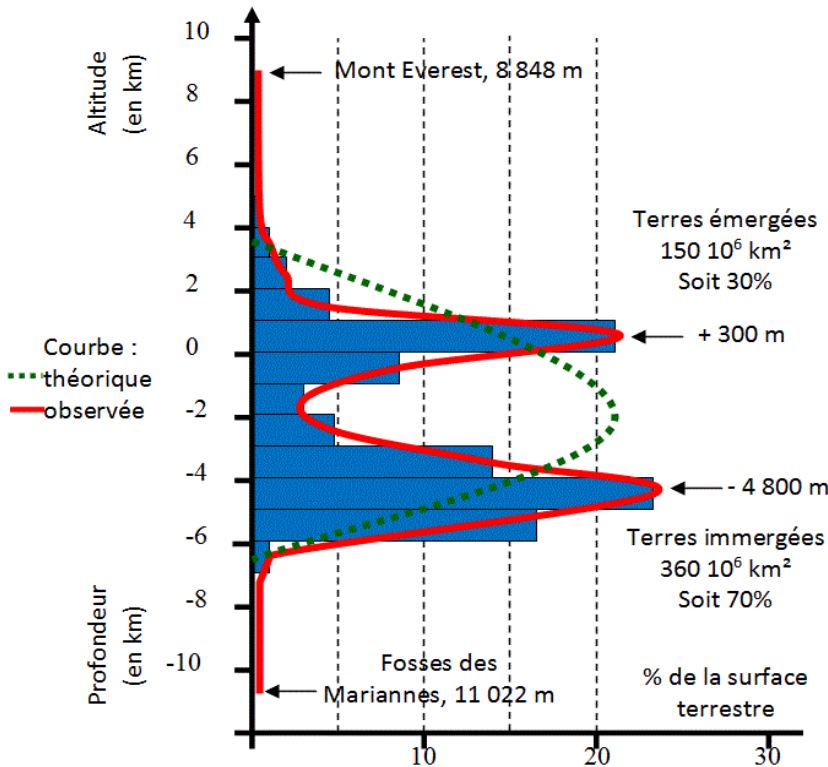 10
8
6
4
2
0
-2
-4
-6
-8
-10
Altitude
(en km)
Profondeur
(en km)
Mont Everest, 8 848 m
Terres émergées
150 10⁶ km²
Soit 30%
+ 300 m
Courbe :
théorique
observée
- 4 800 m
Terres immergées
360 10⁶ km²
Soit 70%
Fosses des
Mariannes, 11 022 m
% de la surface
terrestre
10
20
30